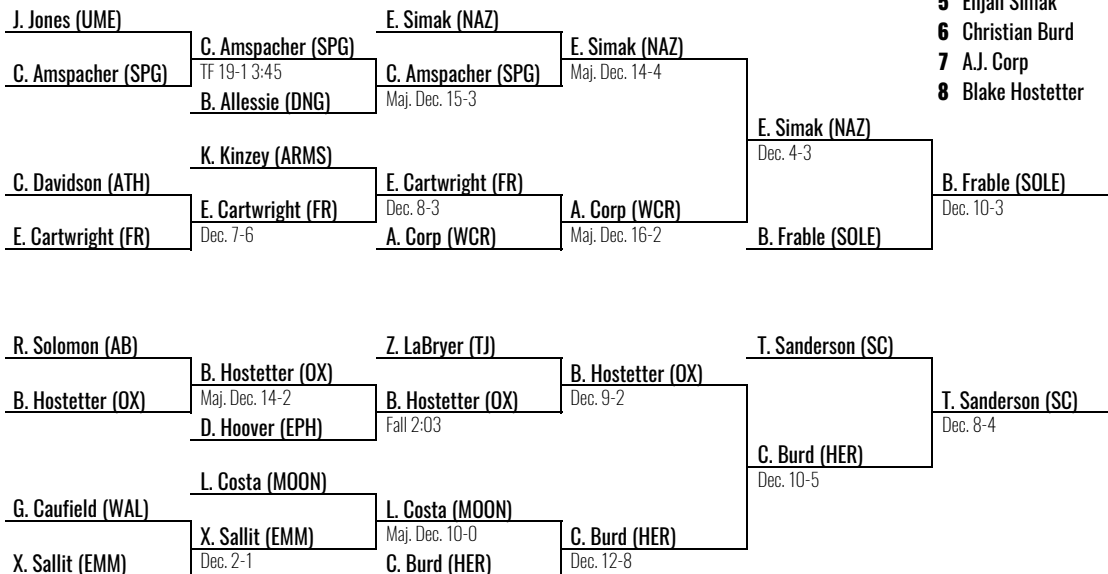 5 Elijah Simak
J. Jones (UME)
E. Simak (NAZ)
6 Christian Burd
C. Amspacher (SPG)
E. Simak (NAZ)
C. Amspacher (SPG)
TF 19-1 3:45
C. Amspacher (SPG)
Maj. Dec. 14-4
7 A.J. Corp
B. Allessie (DNG)
Maj. Dec. 15-3
8 Blake Hostetter
E. Simak (NAZ)
K. Kinzey (ARMS)
Dec. 4-3
C. Davidson (ATH)
E. Cartwright (FR)
B. Frable (SOLE)
E. Cartwright (FR)
Dec. 8-3
A. Corp (WCR)
Dec. 10-3
E. Cartwright (FR)
Dec. 7-6
A. Corp (WCR)
Maj. Dec. 16-2
B. Frable (SOLE)
R. Solomon (AB)
Z. LaBryer (TJ)
T. Sanderson (SC)
B. Hostetter (OX)
B. Hostetter (OX)
B. Hostetter (OX)
Maj. Dec. 14-2
B. Hostetter (OX)
Dec. 9-2
T. Sanderson (SC)
D. Hoover (EPH)
Fall 2:03
Dec. 8-4
C. Burd (HER)
L. Costa (MOON)
Dec. 10-5
G. Caufield (WAL)
L. Costa (MOON)
X. Sallit (EMM)
Maj. Dec. 10-0
C. Burd (HER)
X. Sallit (EMM)
Dec. 2-1
C. Burd (HER)
Dec. 12-8